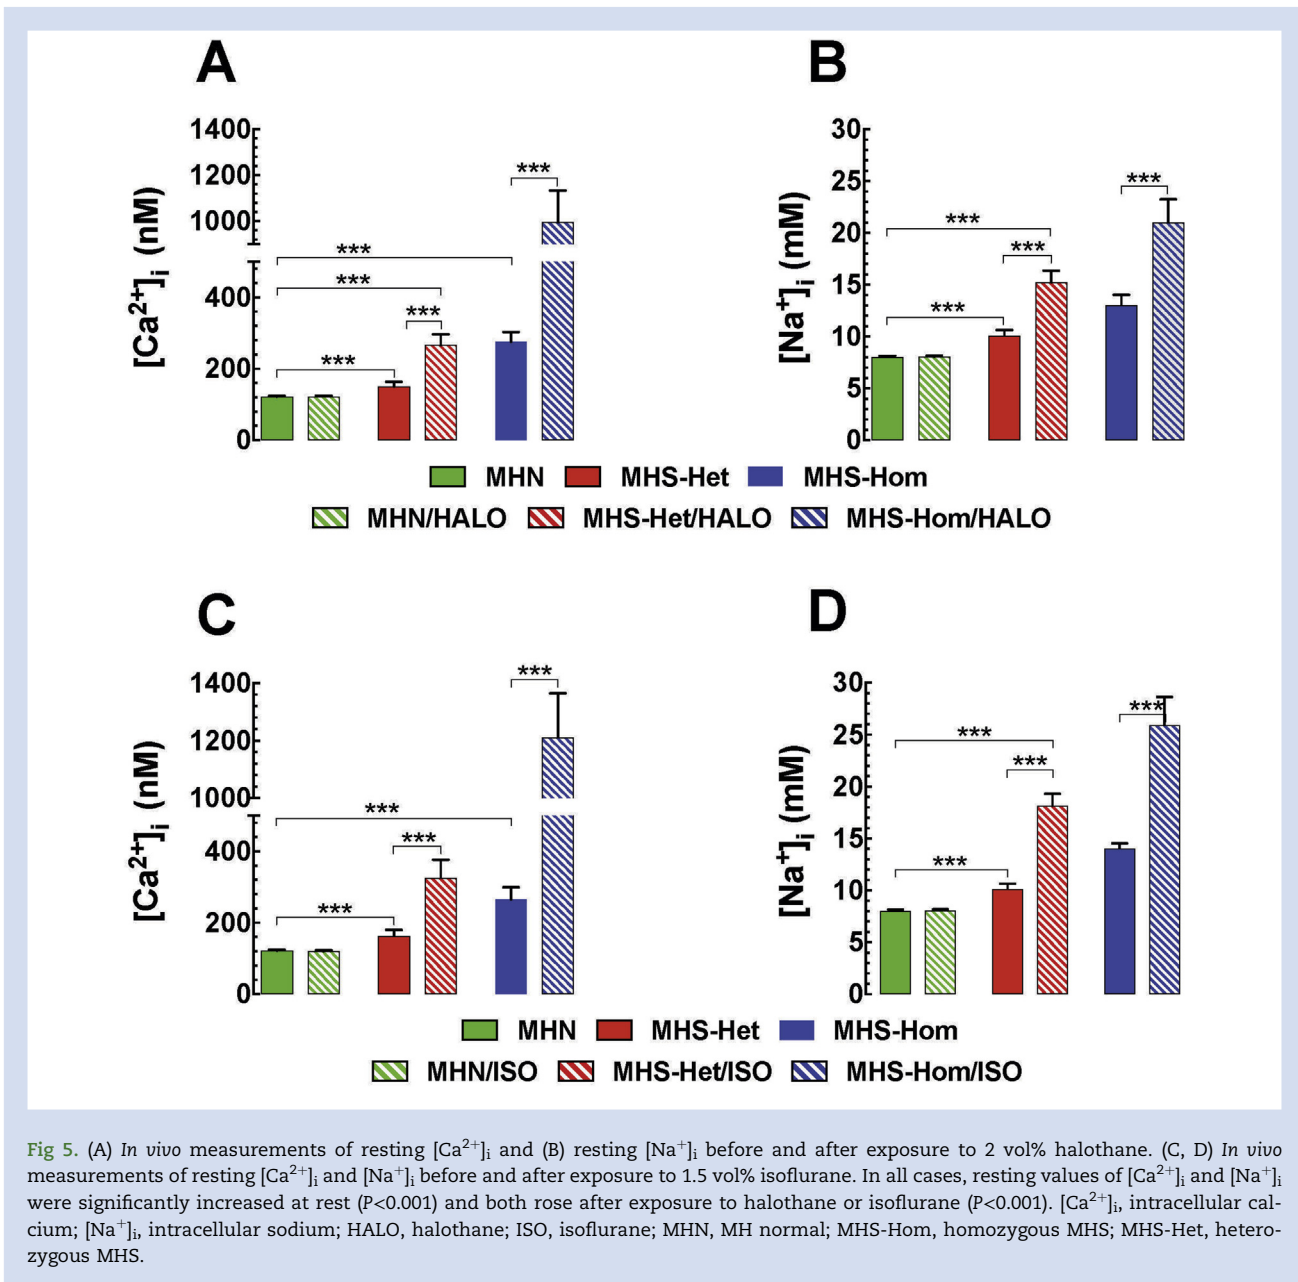 A
B
1400
1200
1000
400
200
0
[Ca²⁺]ᵢ (nM)
***
***
***
***
***
30
25
20
15
10
5
0
[Na⁺]ᵢ (mM)
***
***
***
***
MHN MHS-Het MHS-Hom
MHN/HALO MHS-Het/HALO MHS-Hom/HALO
C
D
1400
1200
1000
400
200
0
[Ca²⁺]ᵢ (nM)
***
***
***
***
30
25
20
15
10
5
0
[Na⁺]ᵢ (mM)
***
***
***
***
MHN MHS-Het MHS-Hom
MHN/ISO MHS-Het/ISO MHS-Hom/ISO
Fig 5. (A) In vivo measurements of resting [Ca²⁺]ᵢ and (B) resting [Na⁺]ᵢ before and after exposure to 2 vol% halothane. (C, D) In vivo
measurements of resting [Ca²⁺]ᵢ and [Na⁺]ᵢ before and after exposure to 1.5 vol% isoflurane. In all cases, resting values of [Ca²⁺]ᵢ and [Na⁺]ᵢ
were significantly increased at rest (P<0.001) and both rose after exposure to halothane or isoflurane (P<0.001). [Ca²⁺]ᵢ, intracellular cal-
cium; [Na⁺]ᵢ, intracellular sodium; HALO, halothane; ISO, isoflurane; MHN, MH normal; MHS-Hom, homozygous MHS; MHS-Het, hetero-
zygous MHS.